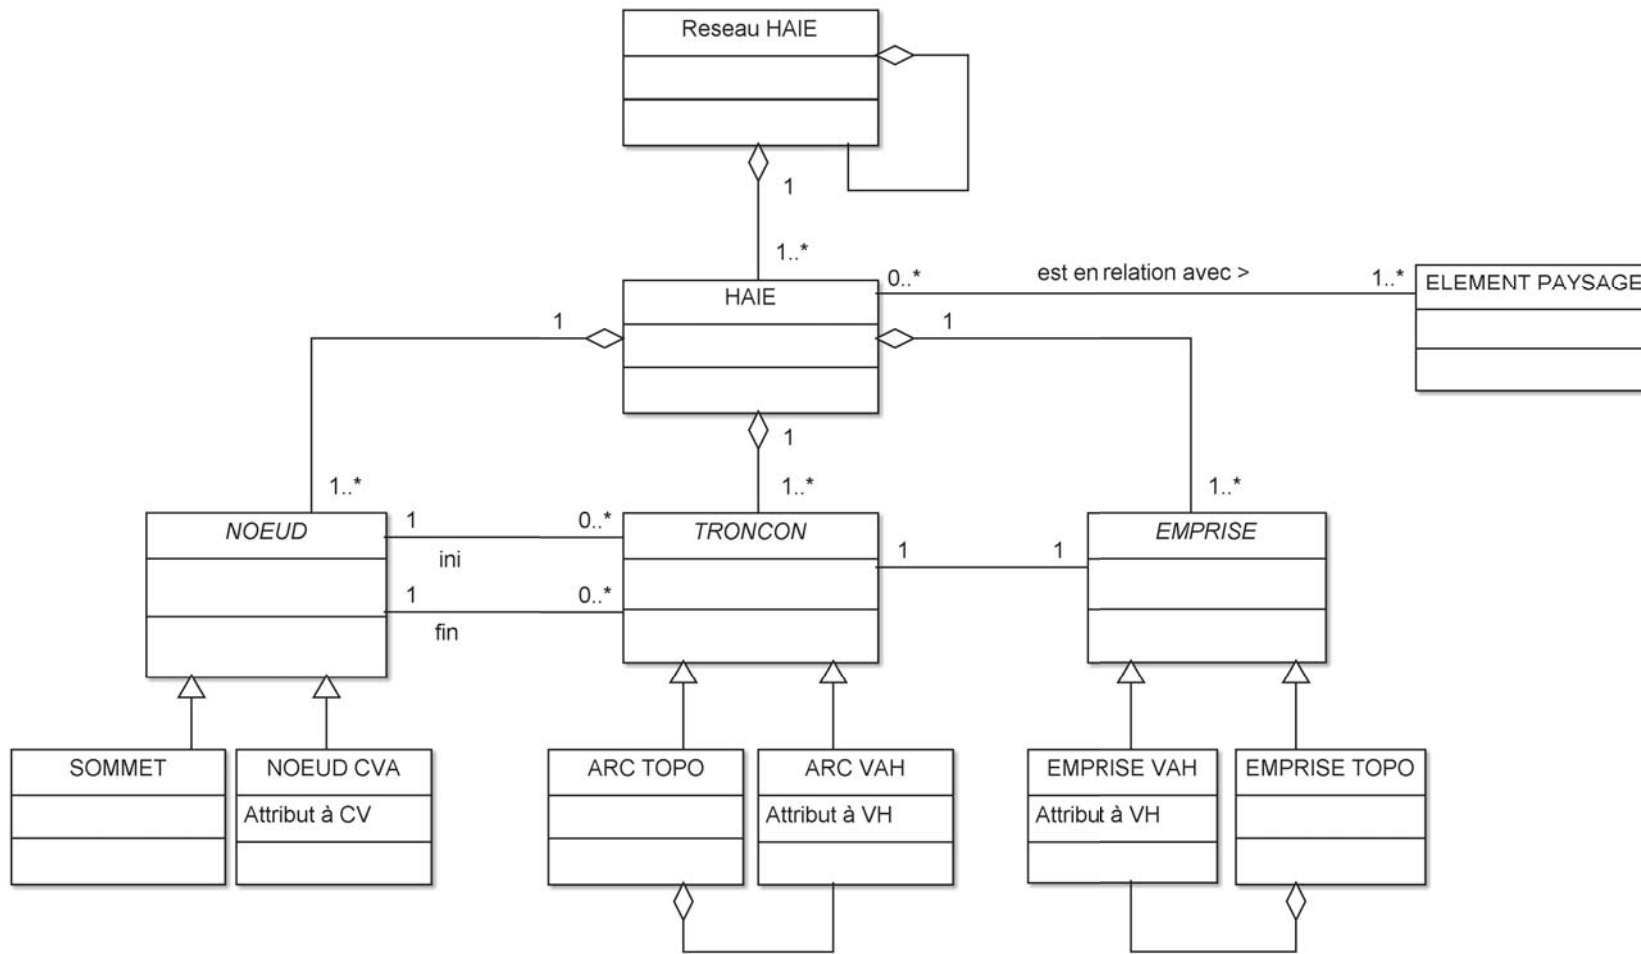 Reseau HAIE
1
1..*
HAIE
0..*
est en relation avec >
1..*
ELEMENT PAYSAGE
1
1
1
1..*
1..*
1..*
NOEUD
1
0..*
ini
1
0..*
fin
TRONCON
1
1
EMPRISE
SOMMET
NOEUD CVA
Attribut à CV
ARC TOPO
ARC VAH
Attribut à VH
EMPRISE VAH
Attribut à VH
EMPRISE TOPO